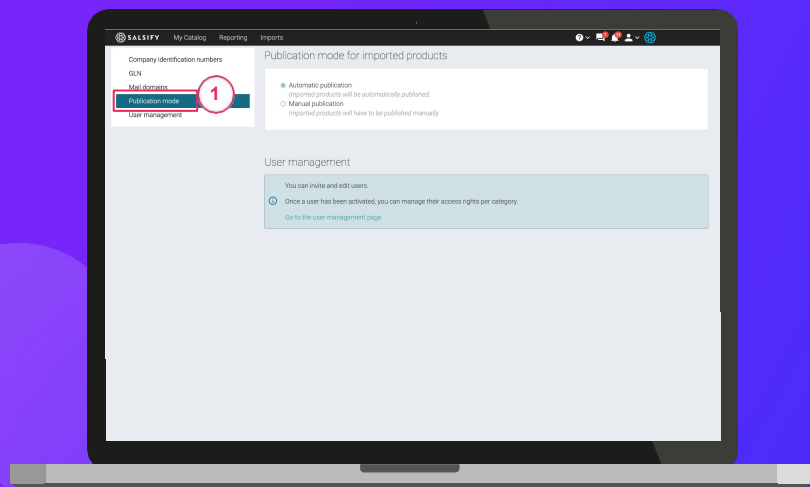 SALSIFY My Catalog Reporting Imports
Company identification numbers
GLN
Mail domains
Publication mode
User management
1
Publication mode for imported products
Automatic publication
Imported products will be automatically published.
Manual publication
Imported products will have to be published manually.
User management
You can invite and edit users.
Once a user has been activated, you can manage their access rights per category.
Go to the user management page